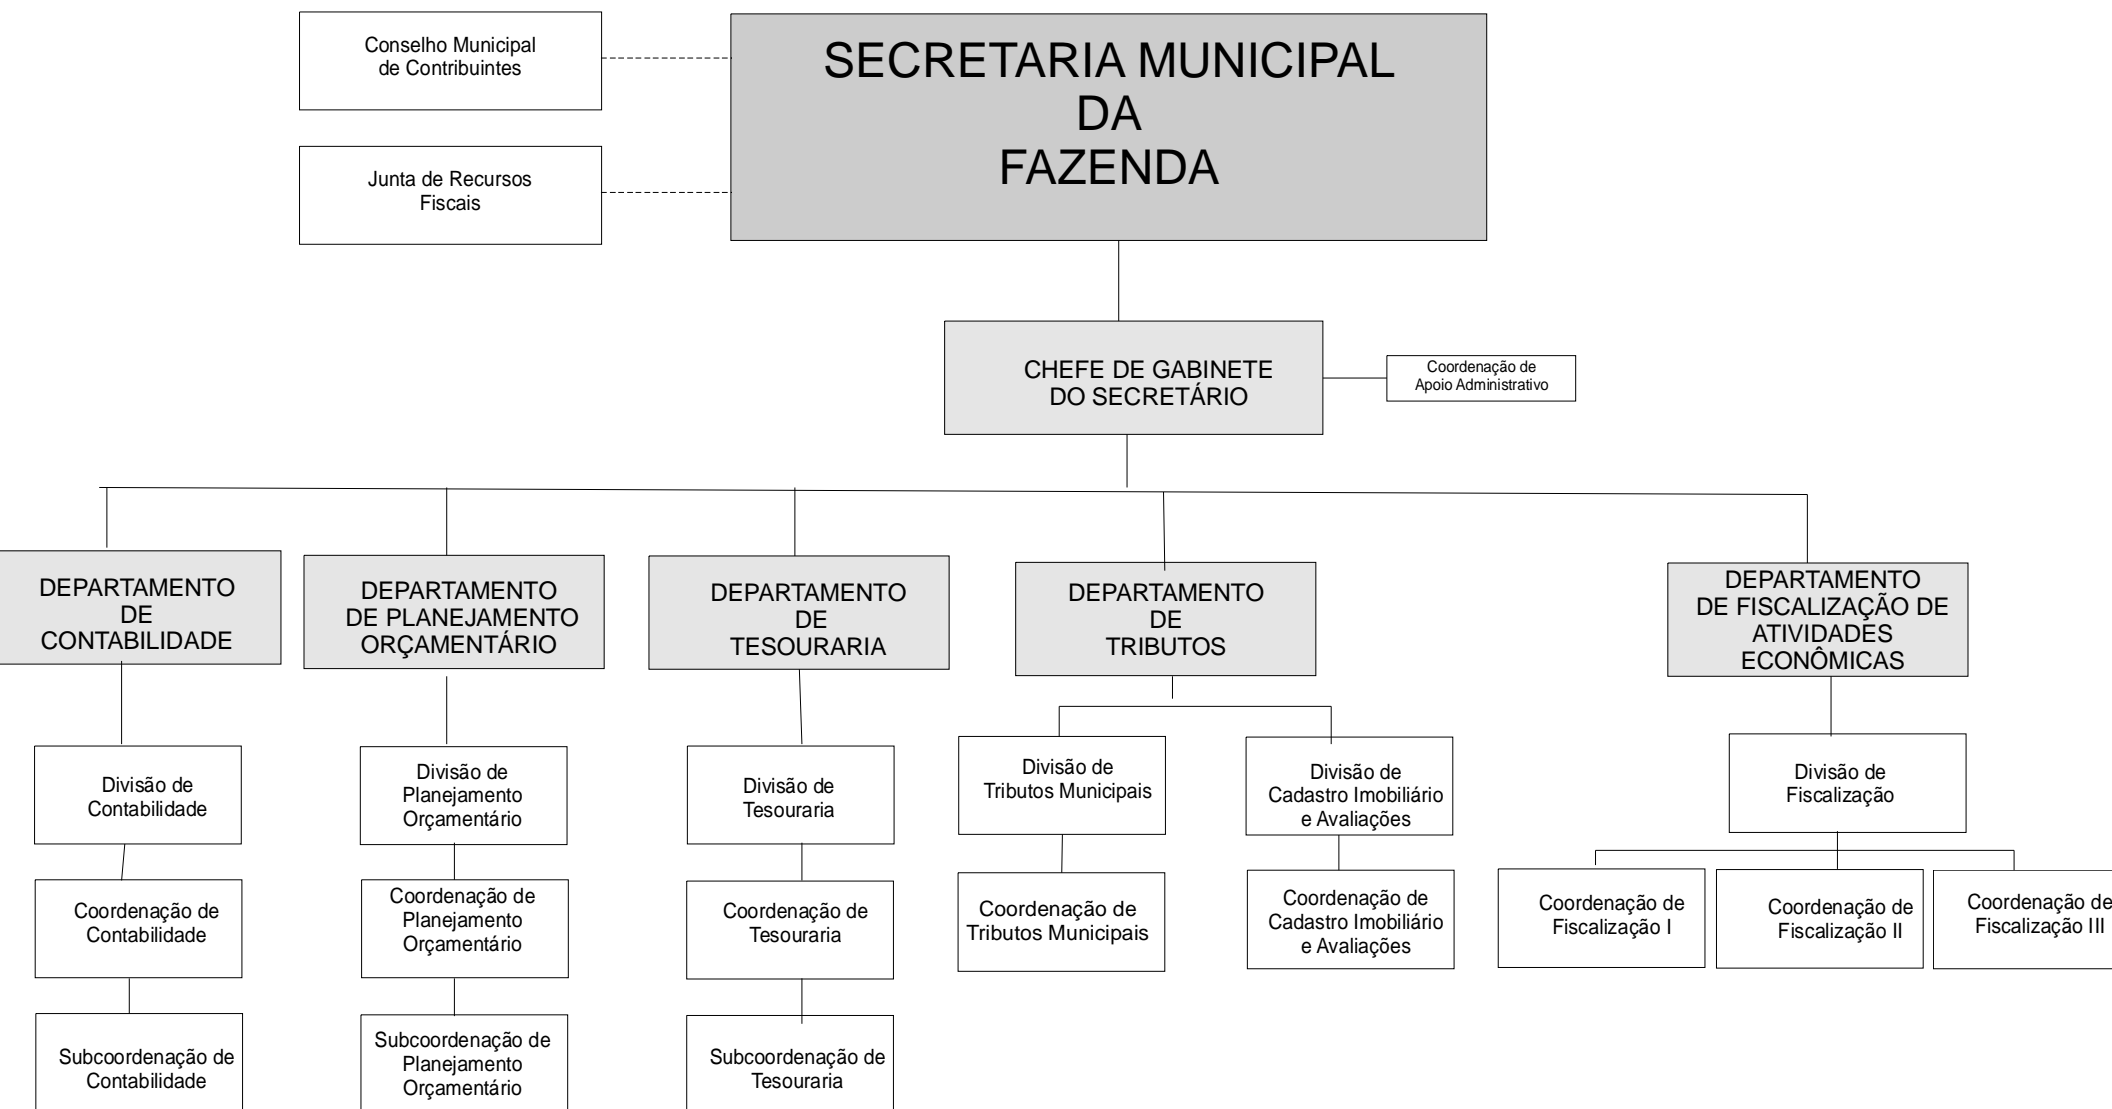 Conselho Municipal
de Contribuintes
SECRETARIA MUNICIPAL
DA
FAZENDA
Junta de Recursos
Fiscais
CHEFE DE GABINETE
DO SECRETÁRIO
Coordenação de
Apoio Administrativo
DEPARTAMENTO
DE
CONTABILIDADE
DEPARTAMENTO
DE PLANEJAMENTO
ORÇAMENTÁRIO
DEPARTAMENTO
DE
TESOURARIA
DEPARTAMENTO
DE
TRIBUTOS
DEPARTAMENTO
DE FISCALIZAÇÃO DE
ATIVIDADES
ECONÔMICAS
Divisão de
Contabilidade
Divisão de
Planejamento
Orçamentário
Divisão de
Tesouraria
Divisão de
Tributos Municipais
Divisão de
Cadastro Imobiliário
e Avaliações
Divisão de
Fiscalização
Coordenação de
Contabilidade
Coordenação de
Planejamento
Orçamentário
Coordenação de
Tesouraria
Coordenação de
Tributos Municipais
Coordenação de
Cadastro Imobiliário
e Avaliações
Coordenação de
Fiscalização I
Coordenação de
Fiscalização II
Coordenação de
Fiscalização III
Subcoordenação de
Contabilidade
Subcoordenação de
Planejamento
Orçamentário
Subcoordenação de
Tesouraria